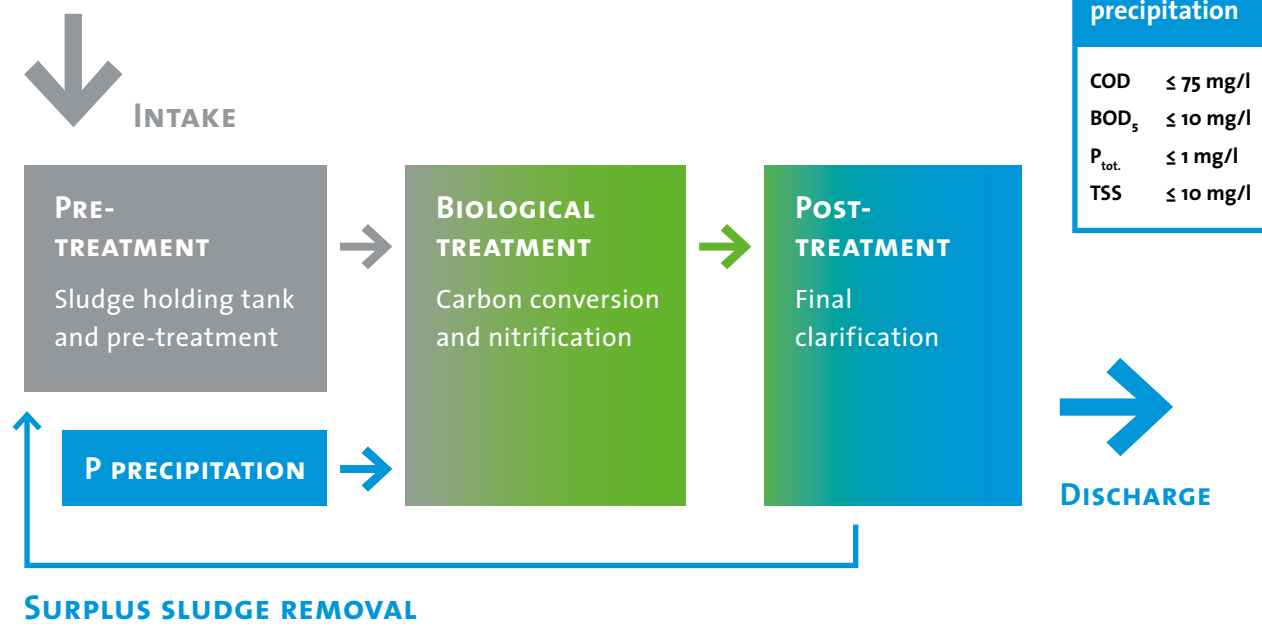 precipitation
COD ≤ 75 mg/l
BOD₅ ≤ 10 mg/l
Ptot. ≤ 1 mg/l
TSS ≤ 10 mg/l
Intake
Pre-
treatment
Sludge holding tank
and pre-treatment
Biological
treatment
Carbon conversion
and nitrification
Post-
treatment
Final
clarification
P precipitation
Discharge
Surplus sludge removal